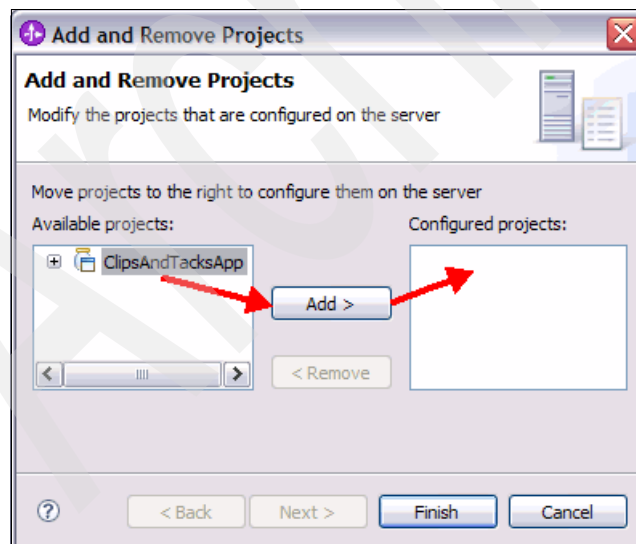 Add and Remove Projects
Add and Remove Projects
Modify the projects that are configured on the server
Move projects to the right to configure them on the server
Available projects: Configured projects:
ClipsAndTacksApp
Add >
< Remove
< Back Next > Finish Cancel